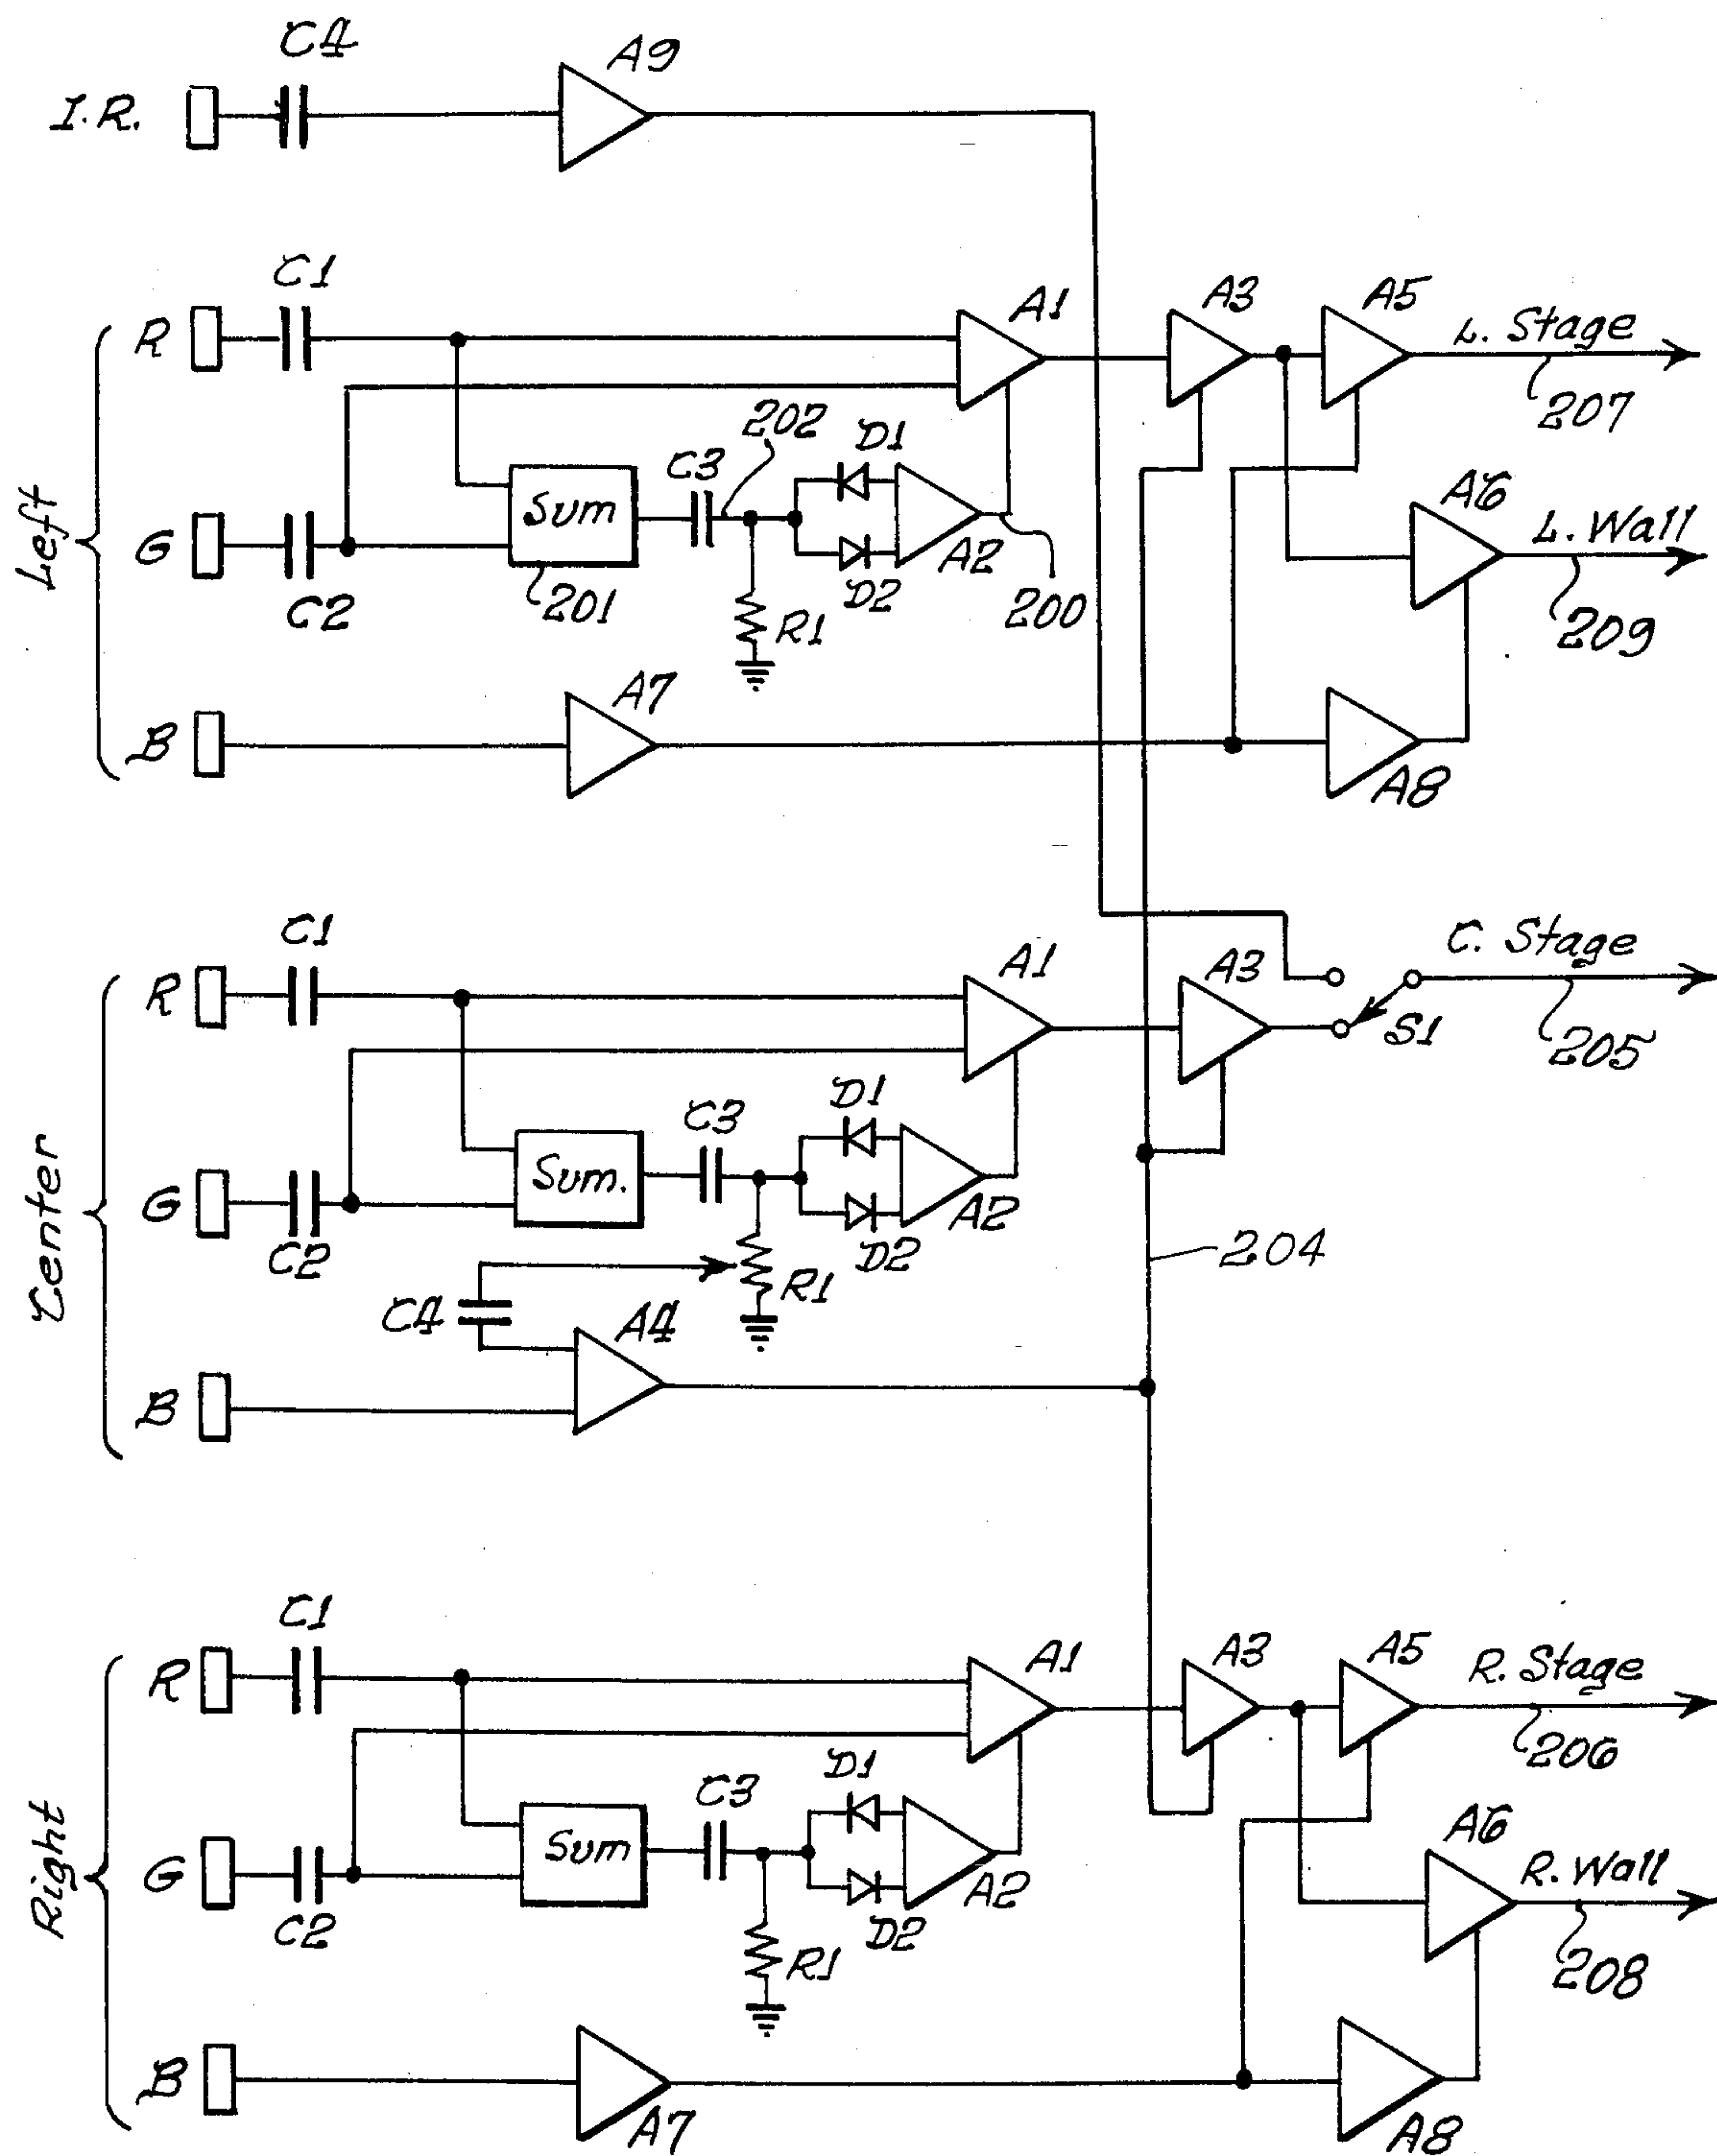 C4
A9
I.R.
C1
A1
A3
A5
L. Stage
R
207
202
D1
C3
A6
Left
Sum
L. Wall
G
A2
D2
200
C2
201
R1
209
A7
B
A8
C1
A1
A3
C. Stage
R
S1
205
D1
C3
Center
Sum.
G
A2
C2
D2
204
R1
C4
A4
B
C1
A1
A3
A5
R. Stage
R
206
D1
C3
A6
Right
Sum
R. Wall
G
A2
C2
D2
R1
208
B
A7
A8